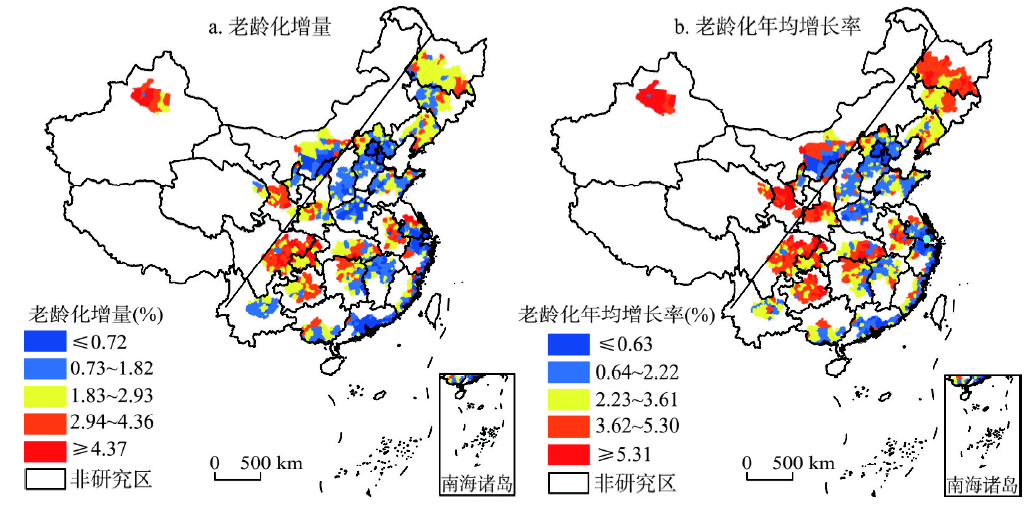 a. 老龄化增量
老龄化增量(%)
≤0.72
0.73~1.82
1.83~2.93
2.94~4.36
≥4.37
非研究区
0 500 km
南海诸岛
b. 老龄化年均增长率
老龄化年均增长率(%)
≤0.63
0.64~2.22
2.23~3.61
3.62~5.30
≥5.31
非研究区
0 500 km
南海诸岛